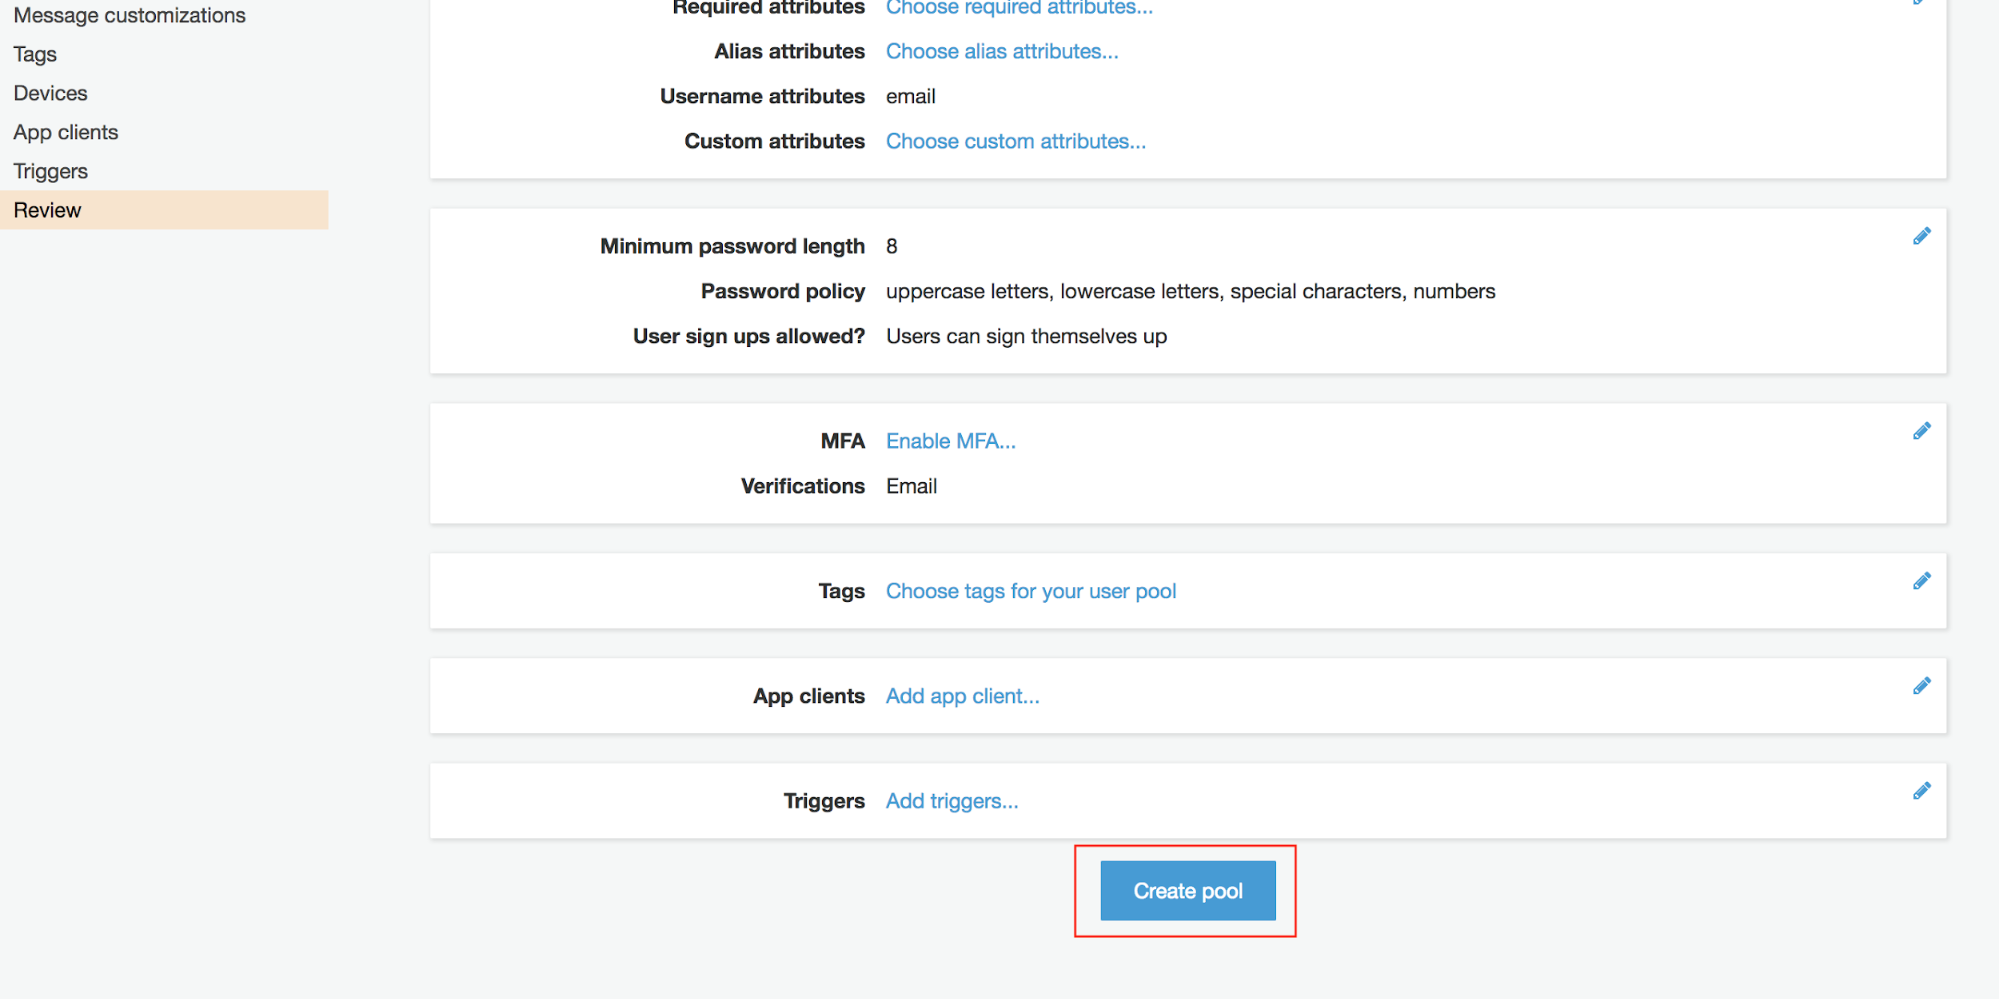 Message customizations
Tags
Devices
App clients
Triggers
Review
Required attributes Choose required attributes...
Alias attributes Choose alias attributes...
Username attributes email
Custom attributes Choose custom attributes...
Minimum password length 8
Password policy uppercase letters, lowercase letters, special characters, numbers
User sign ups allowed? Users can sign themselves up
MFA Enable MFA...
Verifications Email
Tags Choose tags for your user pool
App clients Add app client...
Triggers Add triggers...
Create pool